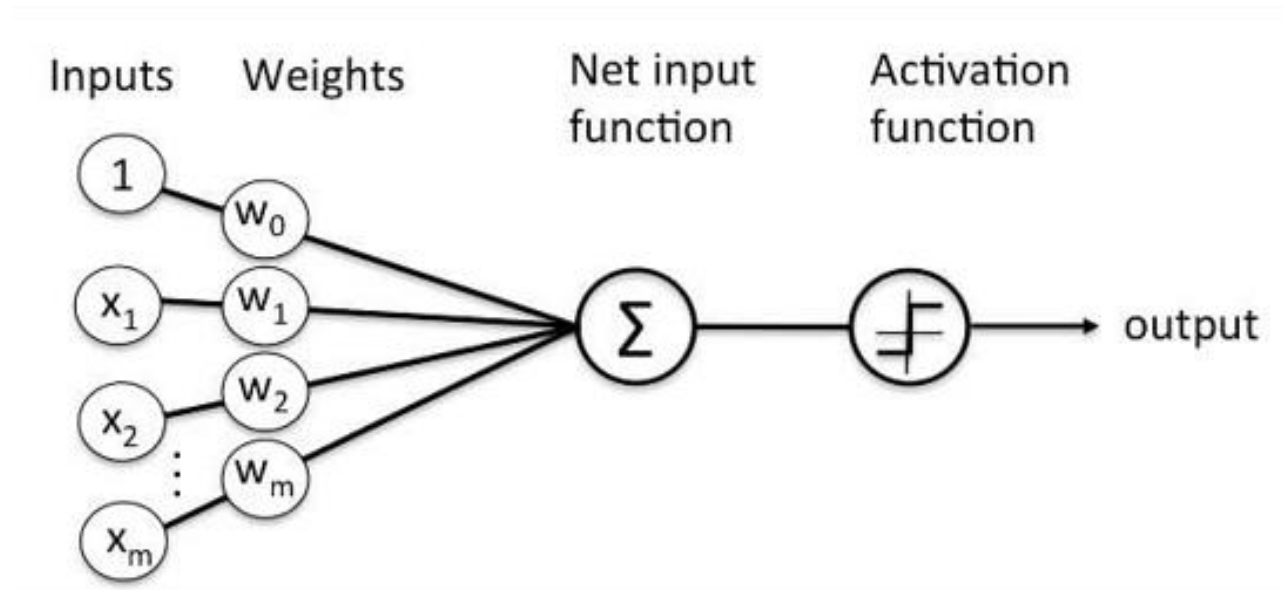 Inputs
Weights
Net input
function
Activation
function
1
w₀
x₁
w₁
x₂
w₂
⋮
wₘ
xₘ
Σ
output